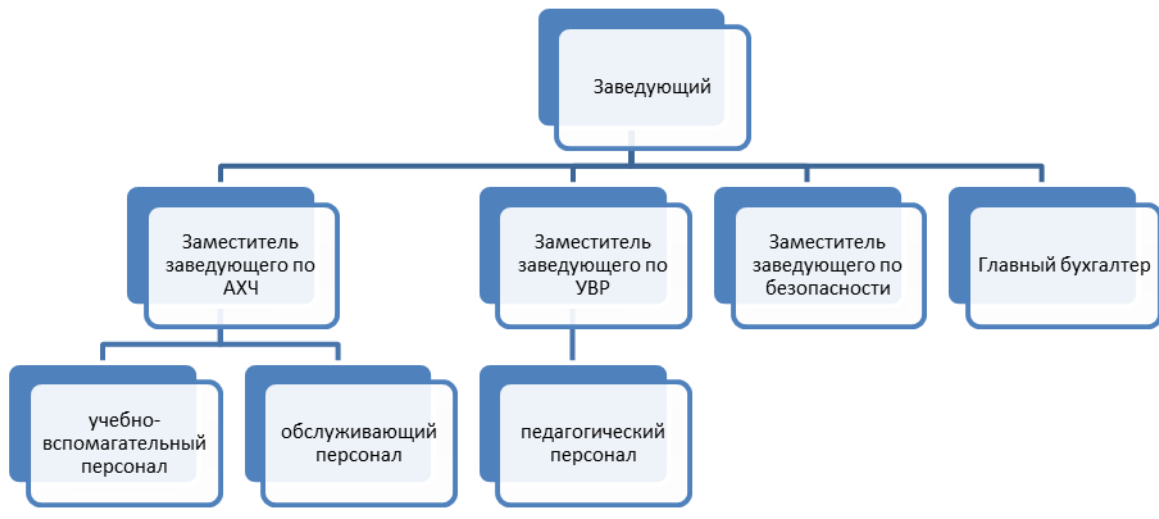 Заведующий
Заместитель
заведующего по
АХЧ
Заместитель
заведующего по
УВР
Заместитель
заведующего по
безопасности
Главный бухгалтер
учебно-
вспомагательный
персонал
обслуживающий
персонал
педагогический
персонал